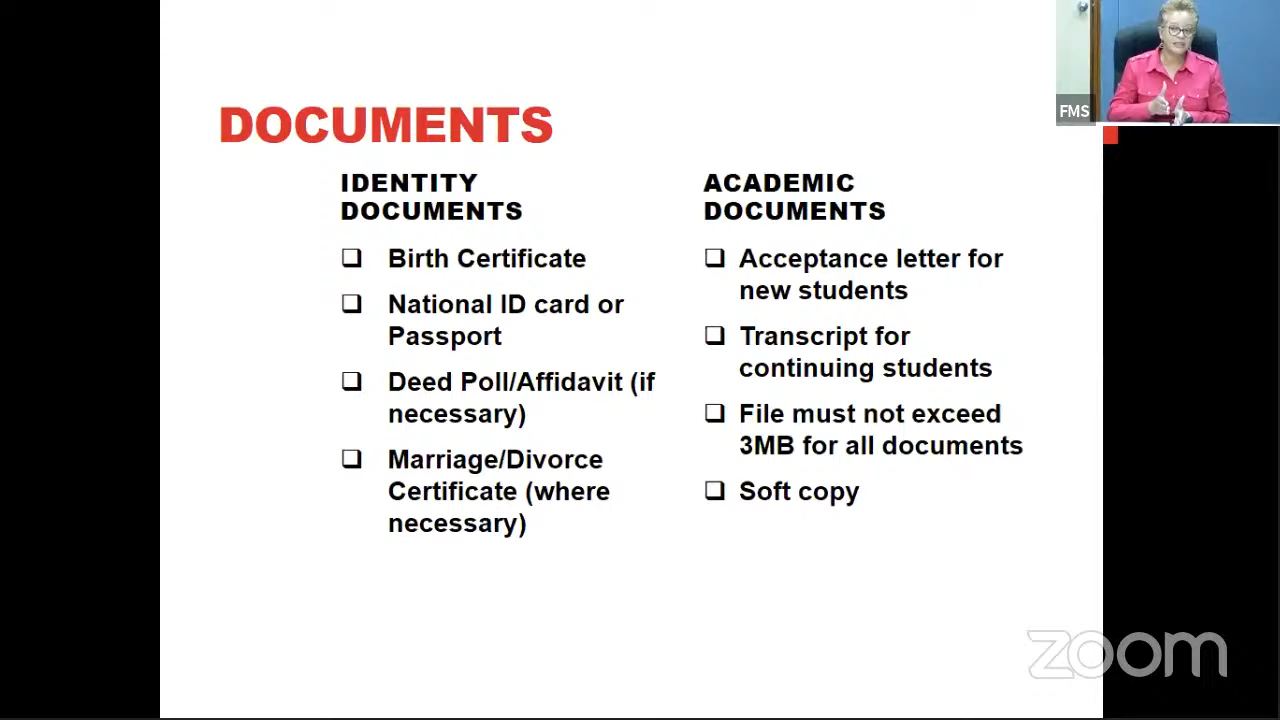 DOCUMENTS
IDENTITY
DOCUMENTS
Birth Certificate
National ID card or
Passport
Deed Poll/Affidavit (if
necessary)
Marriage/Divorce
Certificate (where
necessary)
ACADEMIC
DOCUMENTS
Acceptance letter for
new students
Transcript for
continuing students
File must not exceed
3MB for all documents
Soft copy
FMS
zoom